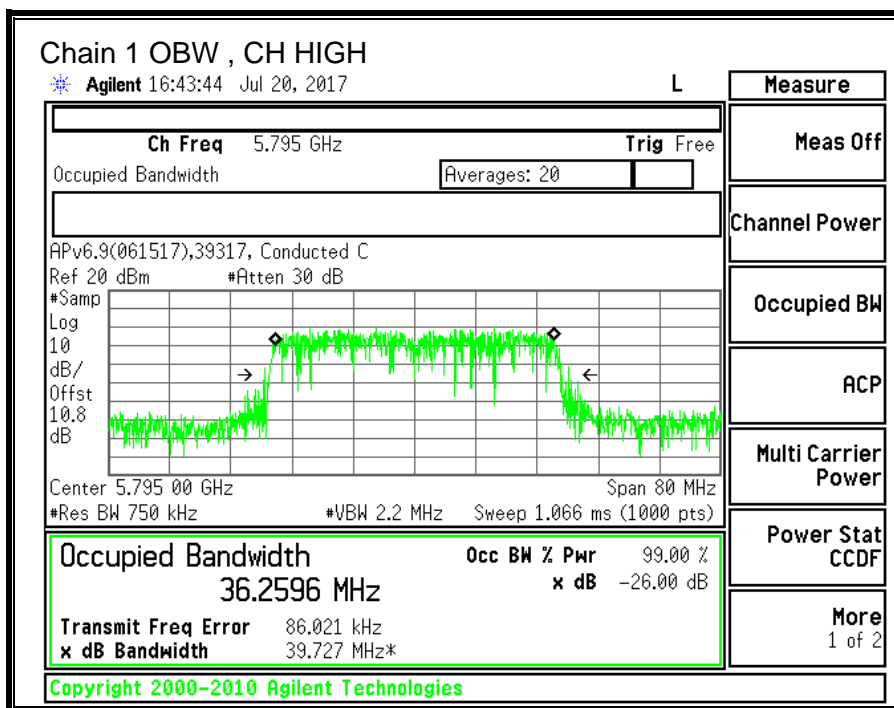 Chain 1 OBW , CH HIGH
Agilent 16:43:44 Jul 20, 2017 L
Measure
Ch Freq 5.795 GHz Trig Free
Meas Off
Occupied Bandwidth Averages: 20
Channel Power
APv6.9(061517),39317, Conducted C
Ref 20 dBm #Atten 30 dB
#Samp
Log
10
dB/
Offst
10.8
dB
Occupied BW
ACP
Center 5.795 00 GHz Span 80 MHz
#Res BW 750 kHz #VBW 2.2 MHz Sweep 1.066 ms (1000 pts)
Multi Carrier
Power
Occupied Bandwidth
36.2596 MHz
Occ BW % Pwr 99.00 %
x dB -26.00 dB
Power Stat
CCDF
Transmit Freq Error 86.021 kHz
x dB Bandwidth 39.727 MHz*
More
1 of 2
Copyright 2000-2010 Agilent Technologies